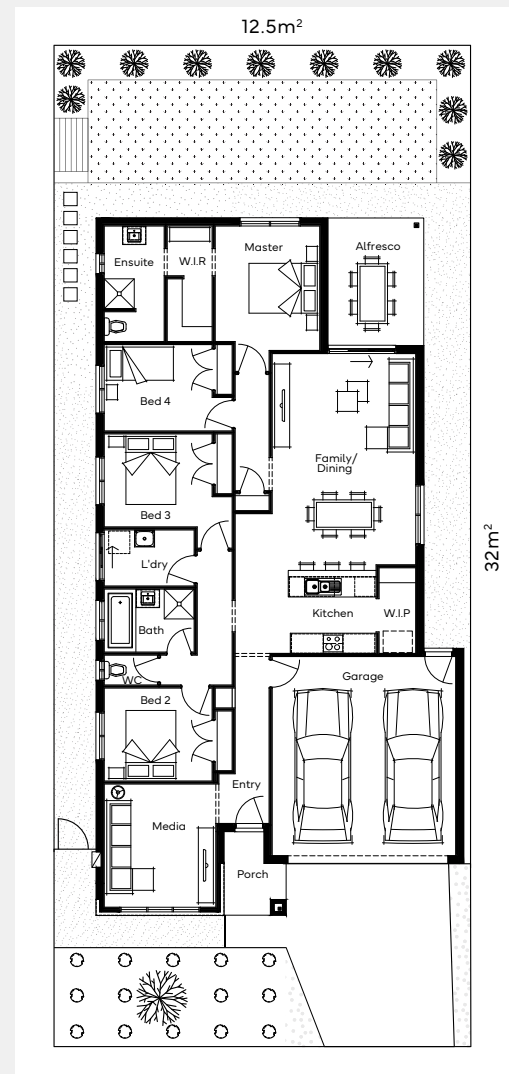 12.5m²
Ensuite
W.I.R
Master
Alfresco
Bed 4
Family/
Dining
Bed 3
32m²
L'dry
Kitchen
W.I.P
Bath
WC
Garage
Bed 2
Entry
Media
Porch